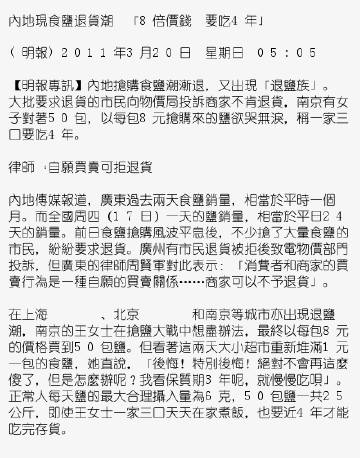 內地現食鹽退貨潮 「8 倍價錢 要吃4 年」
(明報) 2 0 1 1 年3 月2 0 日 星期日 0 5 : 0 5
【明報專訊】內地搶購食鹽潮漸退，又出現「退鹽族」。
大批要求退貨的市民向物價局投訴商家不肯退貨，南京有女
子對著5 0 包，以每包8 元搶購來的鹽欲哭無淚，稱一家三
口要吃4 年。
律師﹕自願買賣可拒退貨
內地傳媒報道，廣東過去兩天食鹽銷量，相當於平時一個
月。而全國周四（1 7 日）一天的鹽銷量，相當於平日2 4
天的銷量。前日食鹽搶購風波平息後，不少搶了大量食鹽的
市民，紛紛要求退貨。廣州有市民退貨被拒後致電物價部門
投訴，但廣東的律師周賢軍對此表示：「消費者和商家的買
賣行為是一種自願的買賣關係……商家可以不予退貨」。
在上海 、北京 和南京等城市亦出現退鹽
潮，南京的王女士在搶鹽大戰中想盡辦法，最終以每包8 元
的價格買到5 0 包鹽。但看著這兩天大小超市重新堆滿1 元
一包的食鹽，她直說，「後悔！特別後悔！絕對不會再這麼
傻了，但是怎麼辦呢？我看保質期3 年呢，就慢慢吃唄」。
正常人每天鹽的最大合理攝入量為6 克，5 0 包鹽一共2 5
公斤，即使王女士一家三口天天在家煮飯，也要近4 年才能
吃完存貨。